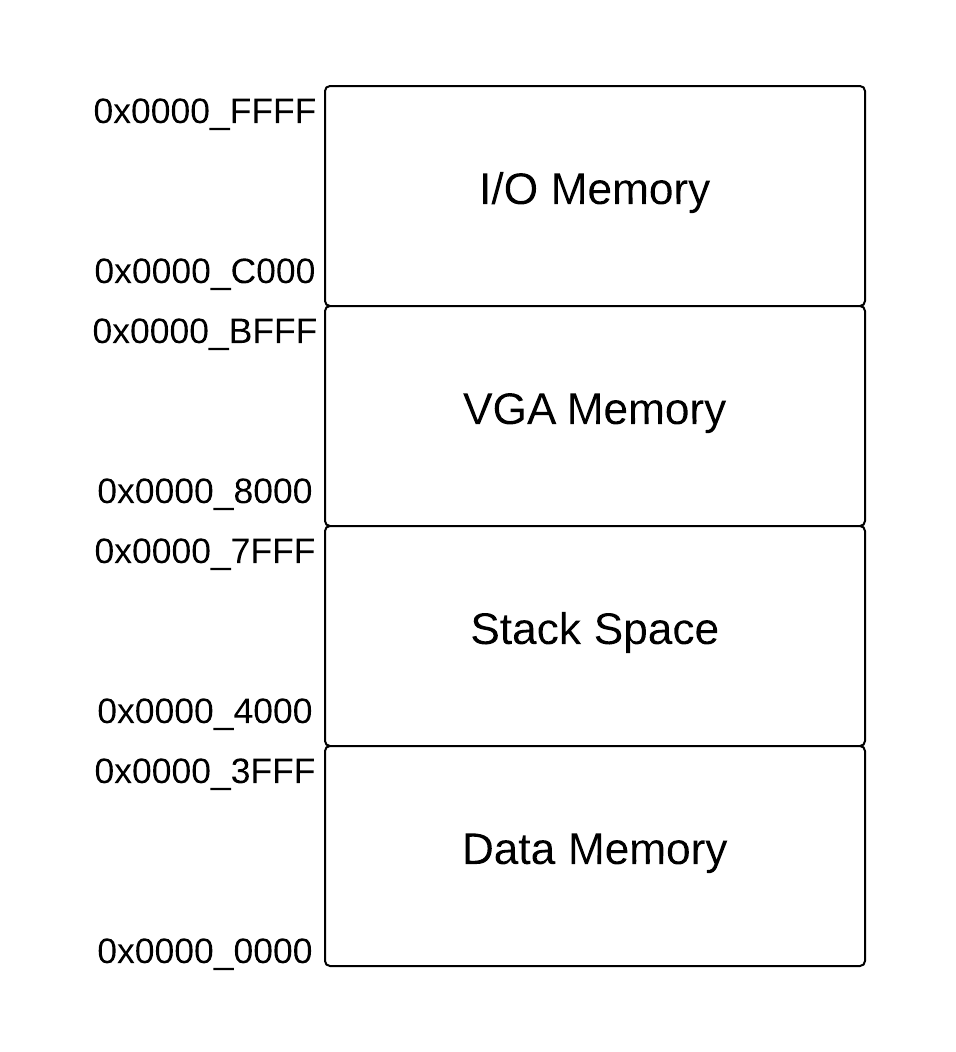 0x0000_FFFF
I/O Memory
0x0000_C000
0x0000_BFFF
VGA Memory
0x0000_8000
0x0000_7FFF
Stack Space
0x0000_4000
0x0000_3FFF
Data Memory
0x0000_0000